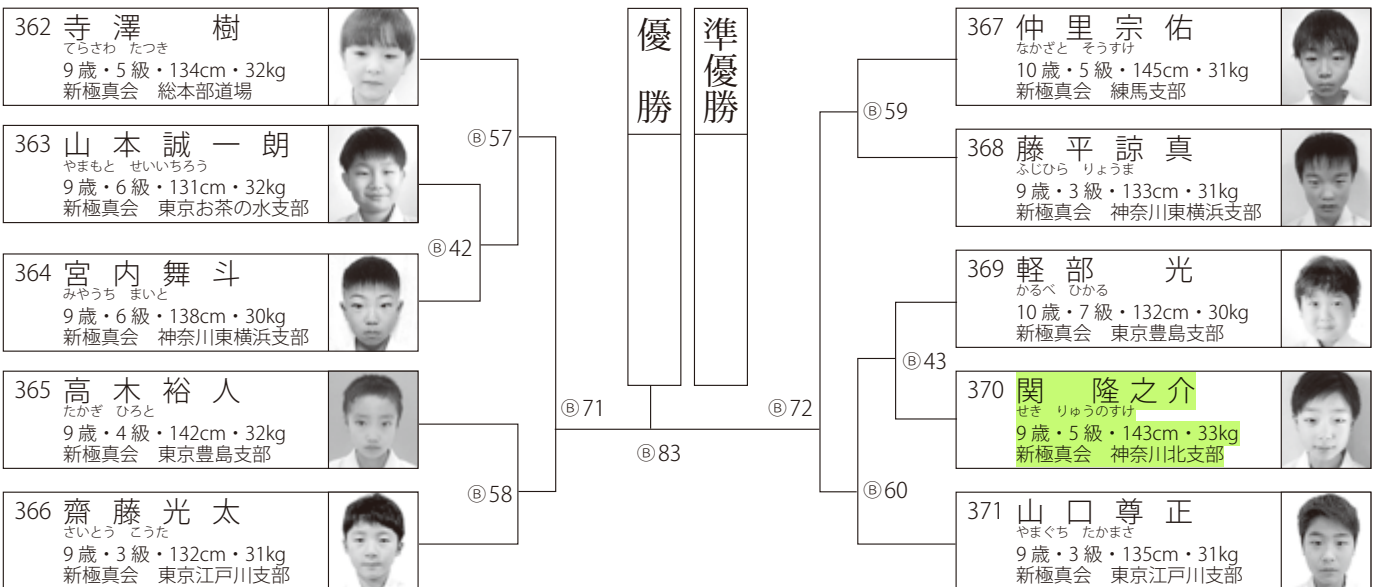 362 寺澤 樹
てらさわ たつき
9歳・5級・134cm・32kg
新極真会 総本部道場
363 山本誠一朗
やまもと せいいちろう
9歳・6級・131cm・32kg
新極真会 東京お茶の水支部
364 宮内舞斗
みやうち まいと
9歳・6級・138cm・30kg
新極真会 神奈川東横浜支部
365 高木裕人
たかぎ ひろと
9歳・4級・142cm・32kg
新極真会 東京豊島支部
366 齋藤光太
さいとう こうた
9歳・3級・132cm・31kg
新極真会 東京江戸川支部
Ⓑ57
Ⓑ42
Ⓑ58
Ⓑ71
優勝
準優勝
Ⓑ83
Ⓑ72
Ⓑ59
Ⓑ43
Ⓑ60
367 仲里宗佑
なかざと そうすけ
10歳・5級・145cm・31kg
新極真会 練馬支部
368 藤平諒真
ふじひら りょうま
9歳・3級・133cm・31kg
新極真会 神奈川東横浜支部
369 軽部 光
かるべ ひかる
10歳・7級・132cm・30kg
新極真会 東京豊島支部
370 関 隆之介
せき りゅうのすけ
9歳・5級・143cm・33kg
新極真会 神奈川北支部
371 山口尊正
やまぐち たかまさ
9歳・3級・135cm・31kg
新極真会 東京江戸川支部